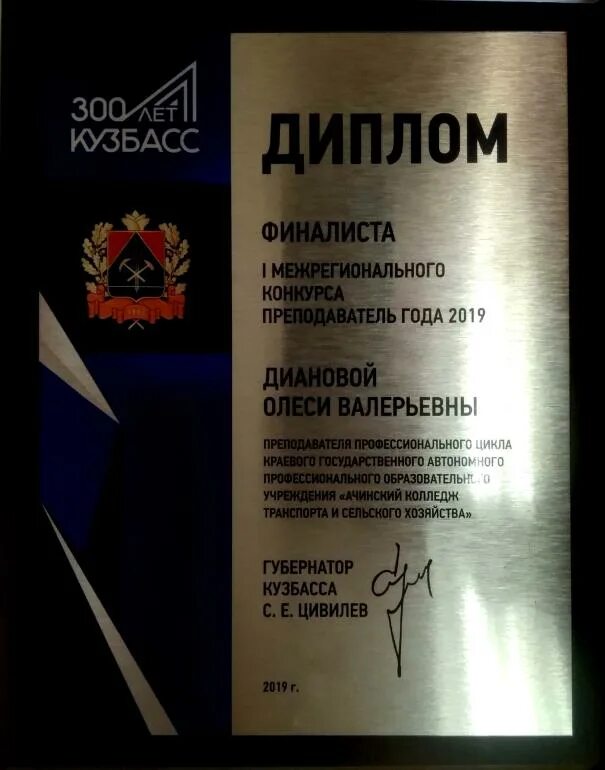 300 ЛЕТ
КУЗБАСС
ДИПЛОМ
ФИНАЛИСТА
I МЕЖРЕГИОНАЛЬНОГО
КОНКУРСА
ПРЕПОДАВАТЕЛЬ ГОДА 2019
ДИАНОВОЙ
ОЛЕСИ ВАЛЕРЬЕВНЫ
ПРЕПОДАВАТЕЛЯ ПРОФЕССИОНАЛЬНОГО ЦИКЛА
КРАЕВОГО ГОСУДАРСТВЕННОГО АВТОНОМНОГО
ПРОФЕССИОНАЛЬНОГО ОБРАЗОВАТЕЛЬНОГО
УЧРЕЖДЕНИЯ «АЧИНСКИЙ КОЛЛЕДЖ
ТРАНСПОРТА И СЕЛЬСКОГО ХОЗЯЙСТВА»
ГУБЕРНАТОР
КУЗБАССА
С. Е. ЦИВИЛЕВ
2019 г.